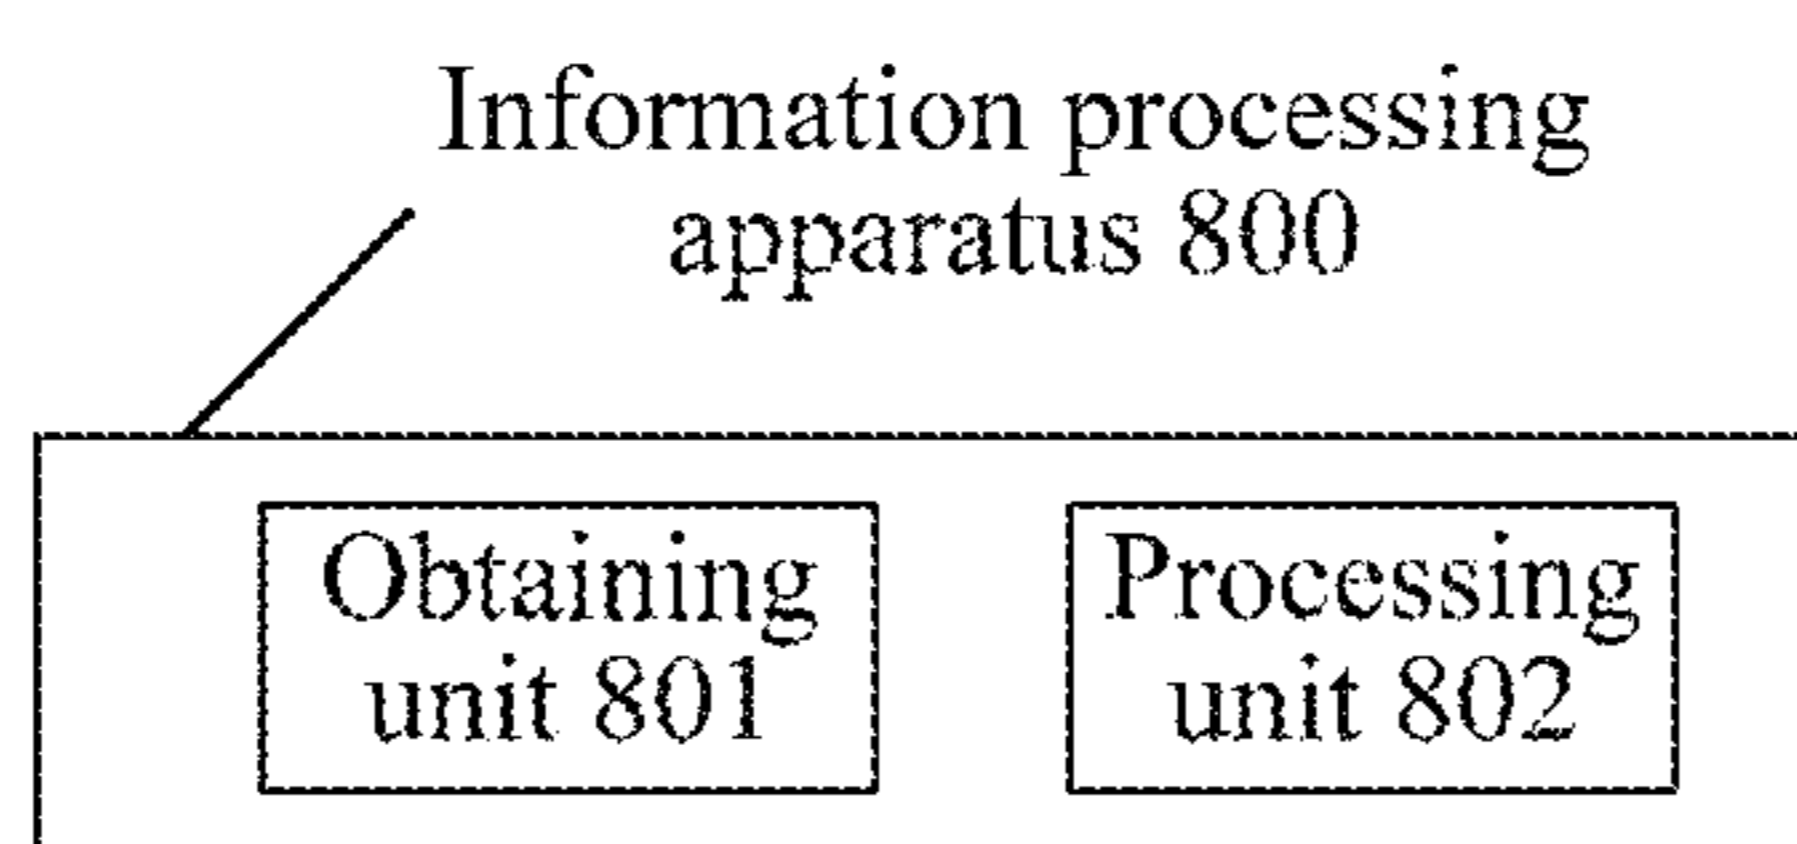 Information processing
apparatus 800
Obtaining
unit 801
Processing
unit 802